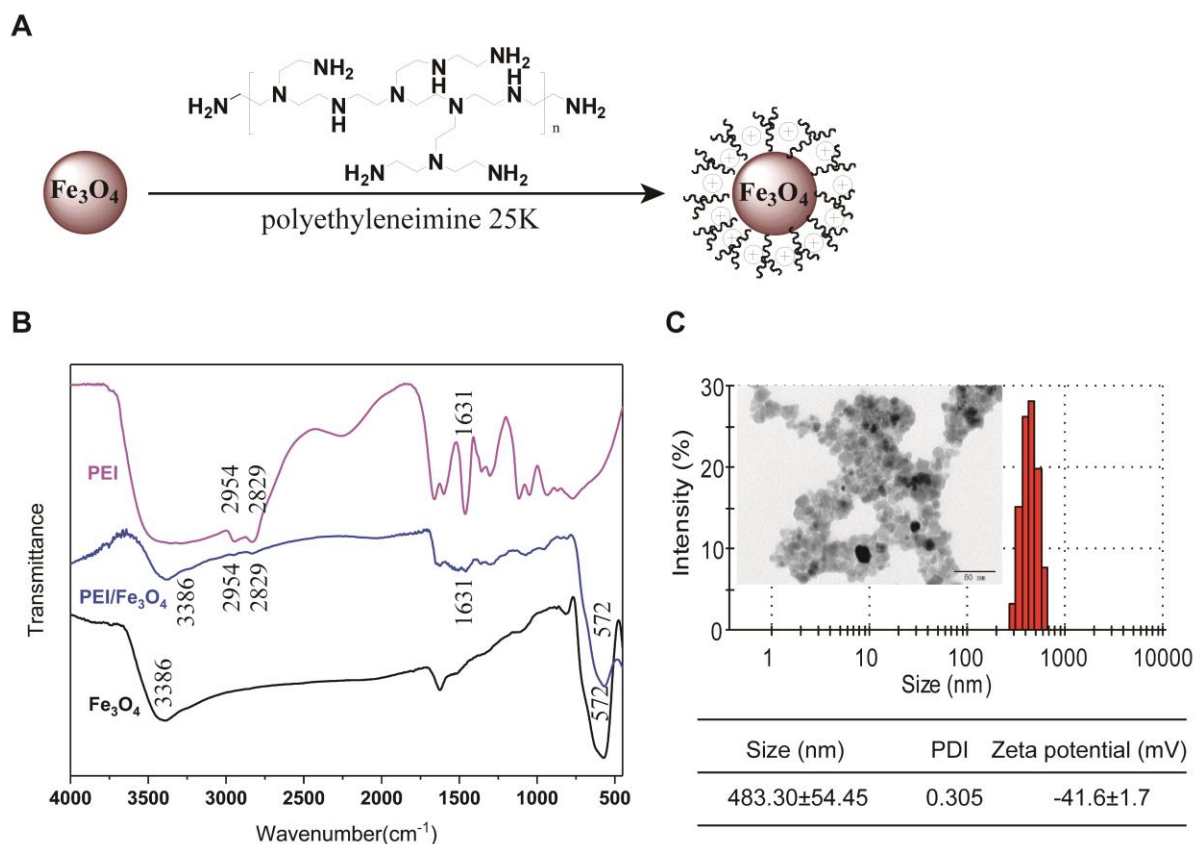 A
NH₂
NH₂
H
N
H
N
H₂N
N
N
NH₂
N
H
N
n
N
H₂N
NH₂
Fe₃O₄
polyethyleneimine 25K
Fe₃O₄
+ + + + + + + + + + + + +
B
PEI
2954
2829
1631
PEI/Fe₃O₄
3386
2954
2829
1631
572
Fe₃O₄
3386
572
Transmittance
4000 3500 3000 2500 2000 1500 1000 500
Wavenumber(cm⁻¹)
C
30
20
10
0
Intensity (%)
50 nm
1 10 100 1000 10000
Size (nm)
Size (nm) PDI Zeta potential (mV)
483.30±54.45 0.305 -41.6±1.7